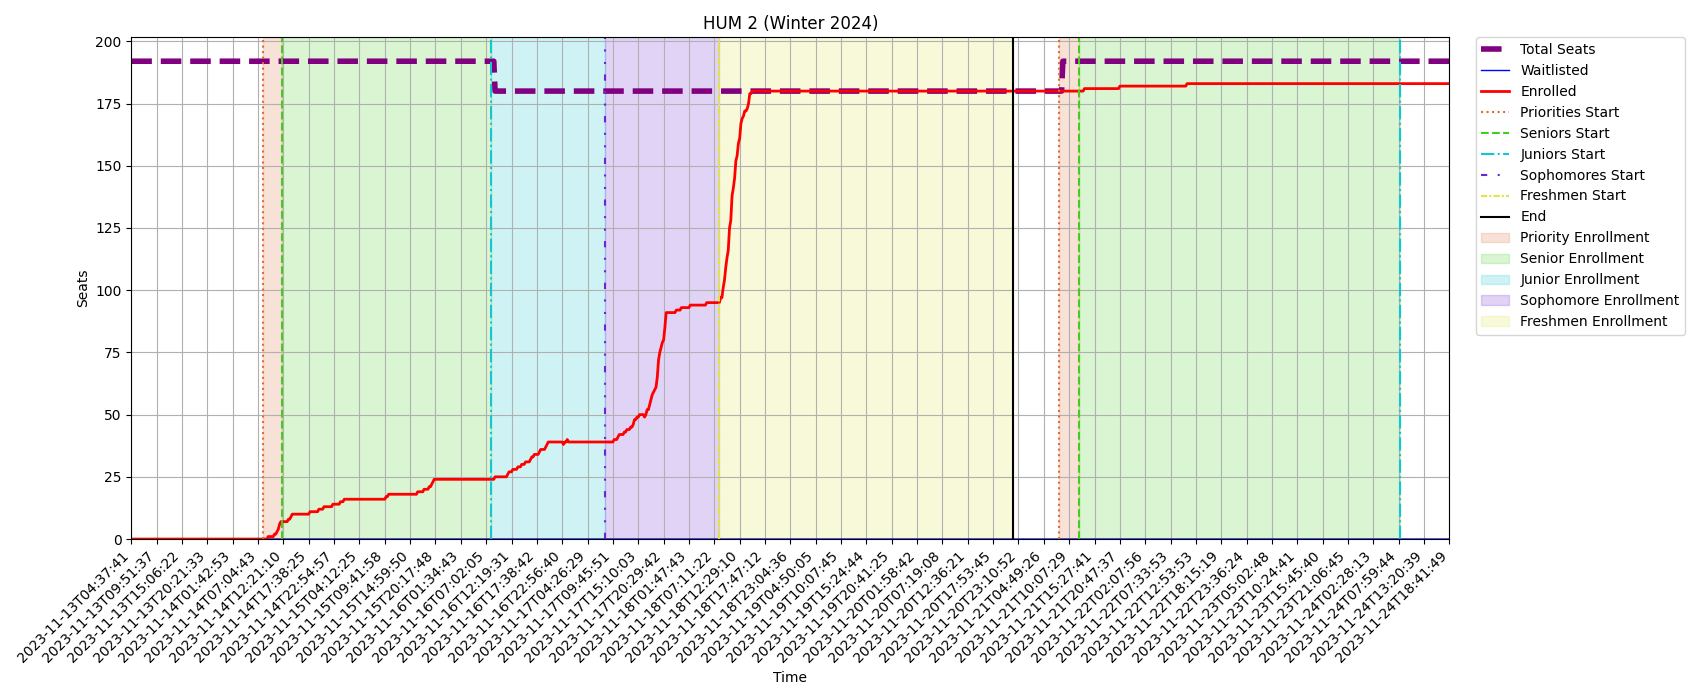 HUM 2 (Winter 2024)
200
175
150
125
100
75
50
25
0
Seats
2023-11-13T04:37:41
2023-11-13T09:51:37
2023-11-13T15:06:22
2023-11-13T20:21:33
2023-11-14T01:42:53
2023-11-14T07:04:43
2023-11-14T12:21:10
2023-11-14T17:38:25
2023-11-14T22:54:57
2023-11-15T04:12:25
2023-11-15T09:41:58
2023-11-15T14:59:50
2023-11-15T20:17:48
2023-11-16T01:34:43
2023-11-16T07:02:05
2023-11-16T12:19:31
2023-11-16T17:38:42
2023-11-16T22:56:40
2023-11-17T04:26:29
2023-11-17T09:45:51
2023-11-17T15:10:03
2023-11-17T20:29:42
2023-11-18T01:47:43
2023-11-18T07:11:22
2023-11-18T12:29:10
2023-11-18T17:47:12
2023-11-18T23:04:36
2023-11-19T04:50:05
2023-11-19T10:07:45
2023-11-19T15:24:44
2023-11-19T20:41:25
2023-11-20T01:58:42
2023-11-20T07:19:08
2023-11-20T12:36:21
2023-11-20T17:53:45
2023-11-20T23:10:52
2023-11-21T04:49:26
2023-11-21T10:07:29
2023-11-21T15:27:41
2023-11-21T20:47:37
2023-11-22T02:07:56
2023-11-22T07:33:53
2023-11-22T12:53:53
2023-11-22T18:15:19
2023-11-22T23:36:24
2023-11-23T05:02:48
2023-11-23T10:24:41
2023-11-23T15:45:40
2023-11-23T21:06:45
2023-11-24T02:28:13
2023-11-24T07:59:44
2023-11-24T13:20:39
2023-11-24T18:41:49
Time
Total Seats
Waitlisted
Enrolled
Priorities Start
Seniors Start
Juniors Start
Sophomores Start
Freshmen Start
End
Priority Enrollment
Senior Enrollment
Junior Enrollment
Sophomore Enrollment
Freshmen Enrollment